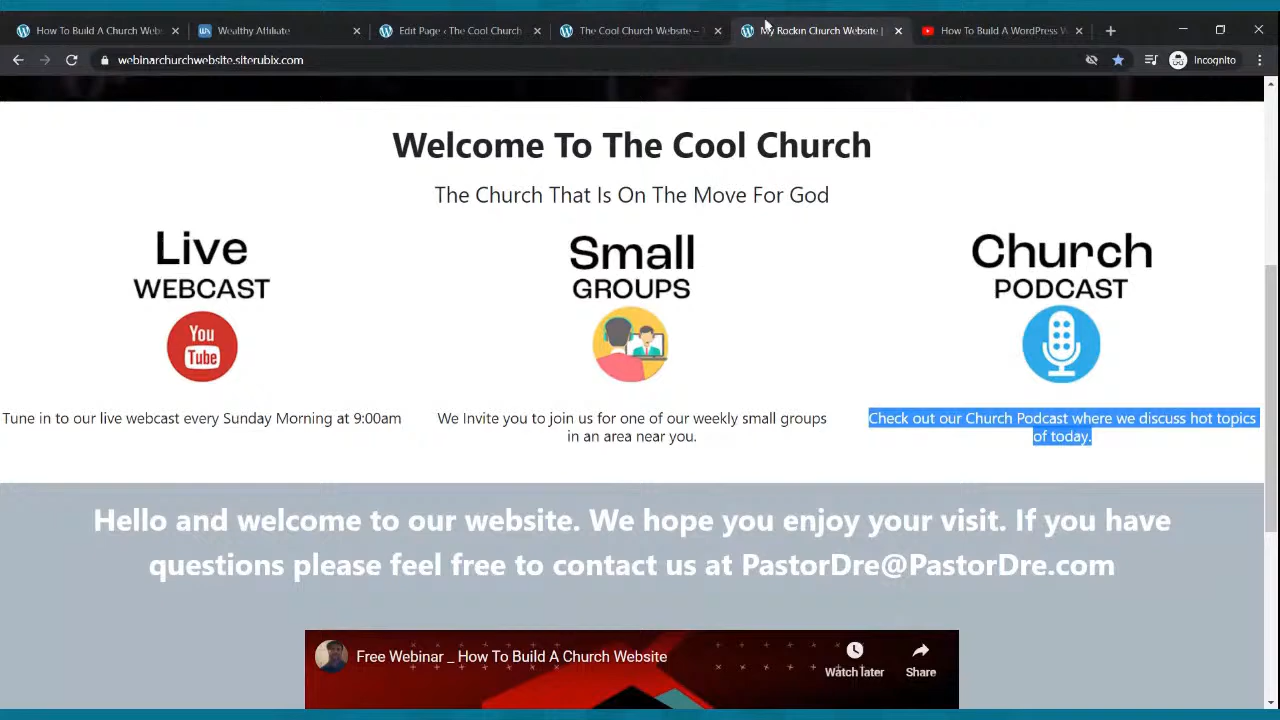 How To Build A Church Webs
Wealthy Affiliate
Edit Page ‹ The Cool Church
The Cool Church Website – 
My Rockin Church Website |
How To Build A WordPress W
webinarchurchwebsite.siterubix.com
Incognito
Welcome To The Cool Church
The Church That Is On The Move For God
Live
WEBCAST
You
Tube
Tune in to our live webcast every Sunday Morning at 9:00am
Small
GROUPS
We Invite you to join us for one of our weekly small groups
in an area near you.
Church
PODCAST
Check out our Church Podcast where we discuss hot topics
of today.
Hello and welcome to our website. We hope you enjoy your visit. If you have
questions please feel free to contact us at PastorDre@PastorDre.com
Free Webinar _ How To Build A Church Website
Watch later
Share